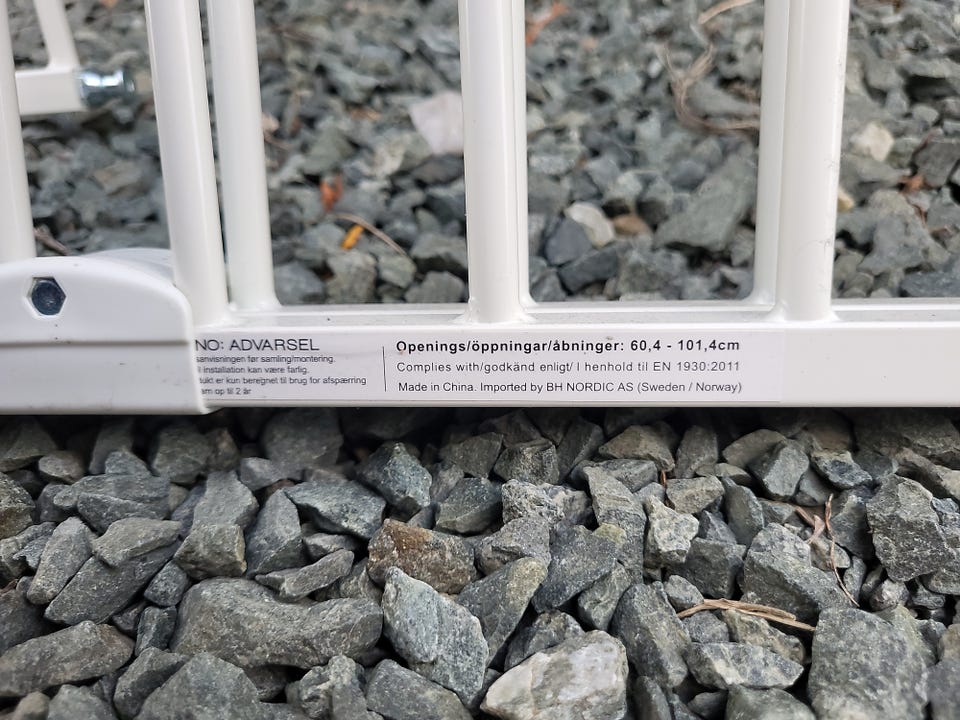 NO: ADVARSEL
sanvisningen før samling/montering.
l installation kan være farlig.
dukt er kun beregnet til brug for afspærring
am op til 2 år
Openings/öppningar/åbninger: 60,4 - 101,4cm
Complies with/godkänd enligt/ I henhold til EN 1930:2011
Made in China. Imported by BH NORDIC AS (Sweden / Norway)